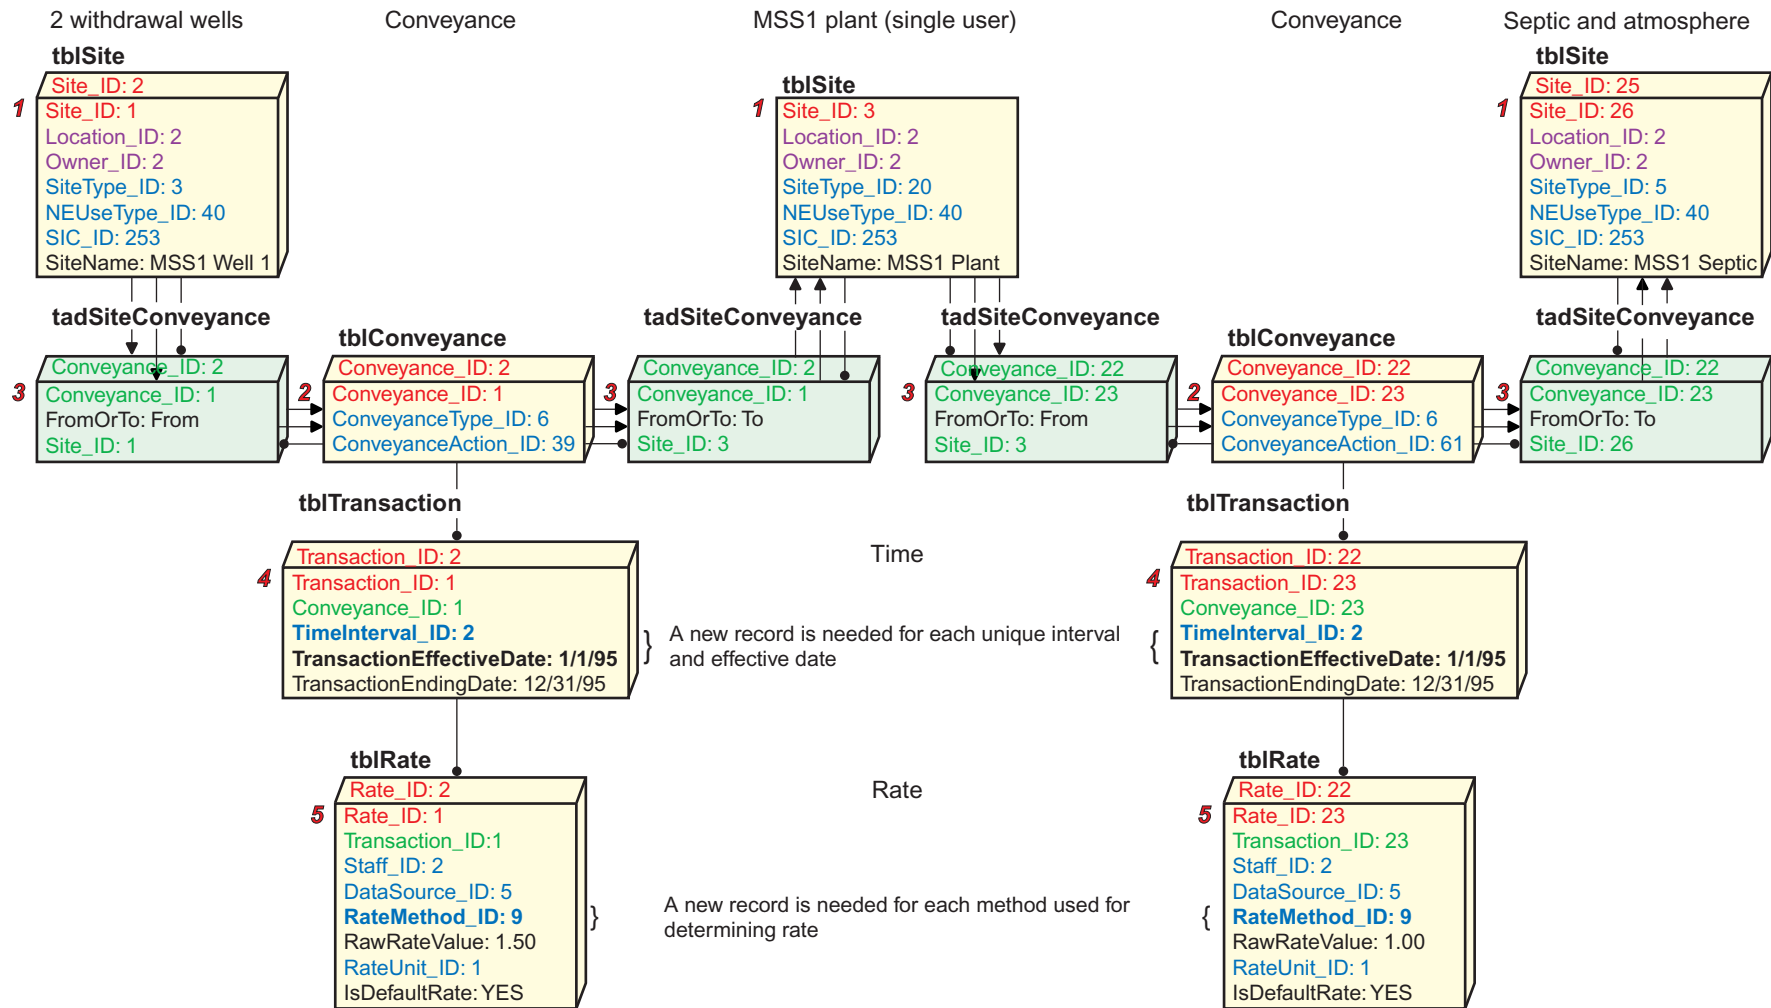 2 withdrawal wells
Conveyance
MSS1 plant (single user)
Conveyance
Septic and atmosphere
tblSite
Site_ID: 2
1
Site_ID: 1
Location_ID: 2
Owner_ID: 2
SiteType_ID: 3
NEUseType_ID: 40
SIC_ID: 253
SiteName: MSS1 Well 1
tblSite
1
Site_ID: 3
Location_ID: 2
Owner_ID: 2
SiteType_ID: 20
NEUseType_ID: 40
SIC_ID: 253
SiteName: MSS1 Plant
tblSite
Site_ID: 25
1
Site_ID: 26
Location_ID: 2
Owner_ID: 2
SiteType_ID: 5
NEUseType_ID: 40
SIC_ID: 253
SiteName: MSS1 Septic
tadSiteConveyance
Conveyance_ID: 2
3
Conveyance_ID: 1
FromOrTo: From
Site_ID: 1
tblConveyance
Conveyance_ID: 2
2
Conveyance_ID: 1
ConveyanceType_ID: 6
ConveyanceAction_ID: 39
tadSiteConveyance
Conveyance_ID: 2
3
Conveyance_ID: 1
FromOrTo: To
Site_ID: 3
tadSiteConveyance
Conveyance_ID: 22
3
Conveyance_ID: 23
FromOrTo: From
Site_ID: 3
tblConveyance
Conveyance_ID: 22
2
Conveyance_ID: 23
ConveyanceType_ID: 6
ConveyanceAction_ID: 61
tadSiteConveyance
Conveyance_ID: 22
3
Conveyance_ID: 23
FromOrTo: To
Site_ID: 26
tblTransaction
Transaction_ID: 2
4
Transaction_ID: 1
Conveyance_ID: 1
TimeInterval_ID: 2
TransactionEffectiveDate: 1/1/95
TransactionEndingDate: 12/31/95
Time
} A new record is needed for each unique interval {
and effective date
tblTransaction
Transaction_ID: 22
4
Transaction_ID: 23
Conveyance_ID: 23
TimeInterval_ID: 2
TransactionEffectiveDate: 1/1/95
TransactionEndingDate: 12/31/95
tblRate
Rate_ID: 2
5
Rate_ID: 1
Transaction_ID:1
Staff_ID: 2
DataSource_ID: 5
RateMethod_ID: 9
RawRateValue: 1.50
RateUnit_ID: 1
IsDefaultRate: YES
Rate
} A new record is needed for each method used for {
determining rate
tblRate
Rate_ID: 22
5
Rate_ID: 23
Transaction_ID: 23
Staff_ID: 2
DataSource_ID: 5
RateMethod_ID: 9
RawRateValue: 1.00
RateUnit_ID: 1
IsDefaultRate: YES